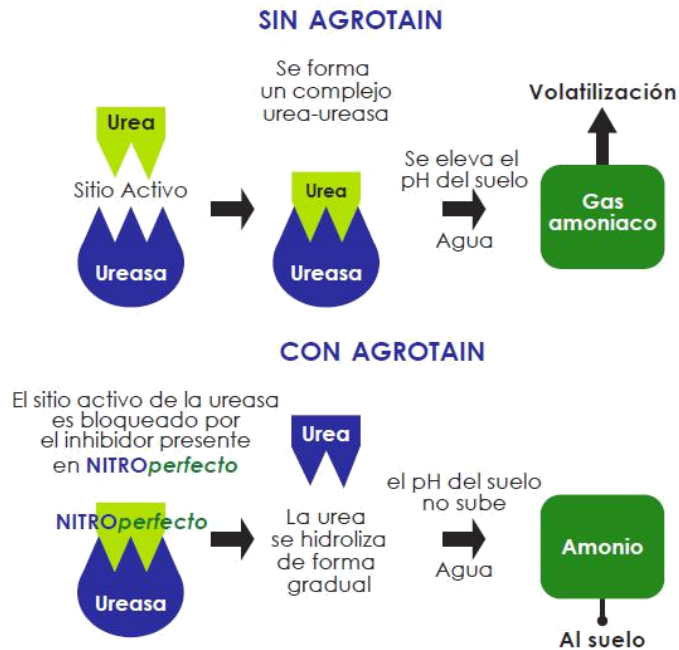 SIN AGROTAIN
Urea
Sitio Activo
Ureasa
Se forma
un complejo
urea-ureasa
Urea
Ureasa
Se eleva el
pH del suelo
Agua
Volatilización
Gas
amoniaco
CON AGROTAIN
El sitio activo de la ureasa
es bloqueado por
el inhibidor presente
en NITROperfecto
NITROperfecto
Ureasa
Urea
La urea
se hidroliza
de forma
gradual
el pH del suelo
no sube
Agua
Amonio
Al suelo